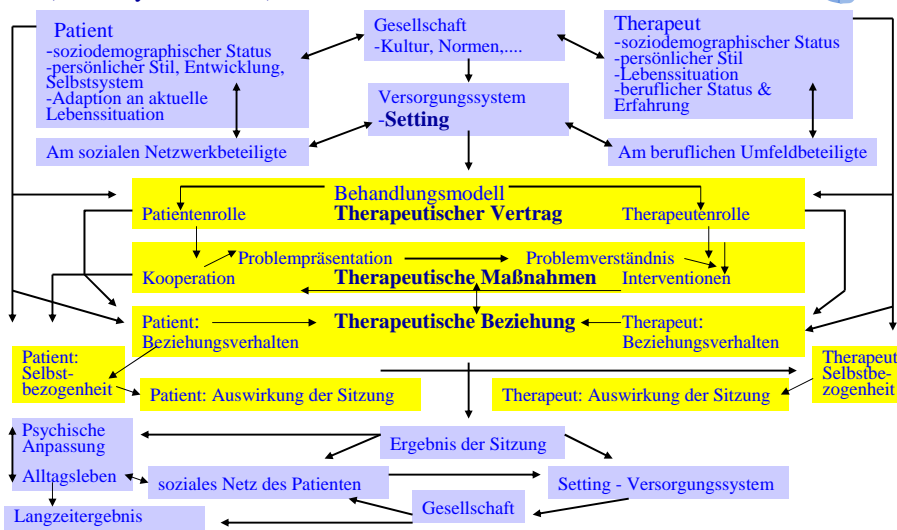 Patient
-soziodemographischer Status
-persönlicher Stil, Entwicklung,
Selbstsystem
-Adaption an aktuelle
Lebenssituation
Gesellschaft
-Kultur, Normen,....
Therapeut
-soziodemographischer Status
-persönlicher Stil
-Lebenssituation
-beruflicher Status &
Erfahrung
Versorgungssystem
-Setting
Am sozialen Netzwerkbeteiligte
Am beruflichen Umfeldbeteiligte
Behandlungsmodell
Patientenrolle
Therapeutischer Vertrag
Therapeutenrolle
Problempräsentation
Problemverständnis
Kooperation
Therapeutische Maßnahmen
Interventionen
Patient:
Beziehungsverhalten
Therapeutische Beziehung
Therapeut:
Beziehungsverhalten
Patient:
Selbst-
bezogenheit
Therapeut
Selbstbe-
zogenheit
Patient: Auswirkung der Sitzung
Therapeut: Auswirkung der Sitzung
Psychische
Anpassung
Alltagsleben
Ergebnis der Sitzung
soziales Netz des Patienten
Setting - Versorgungssystem
Gesellschaft
Langzeitergebnis